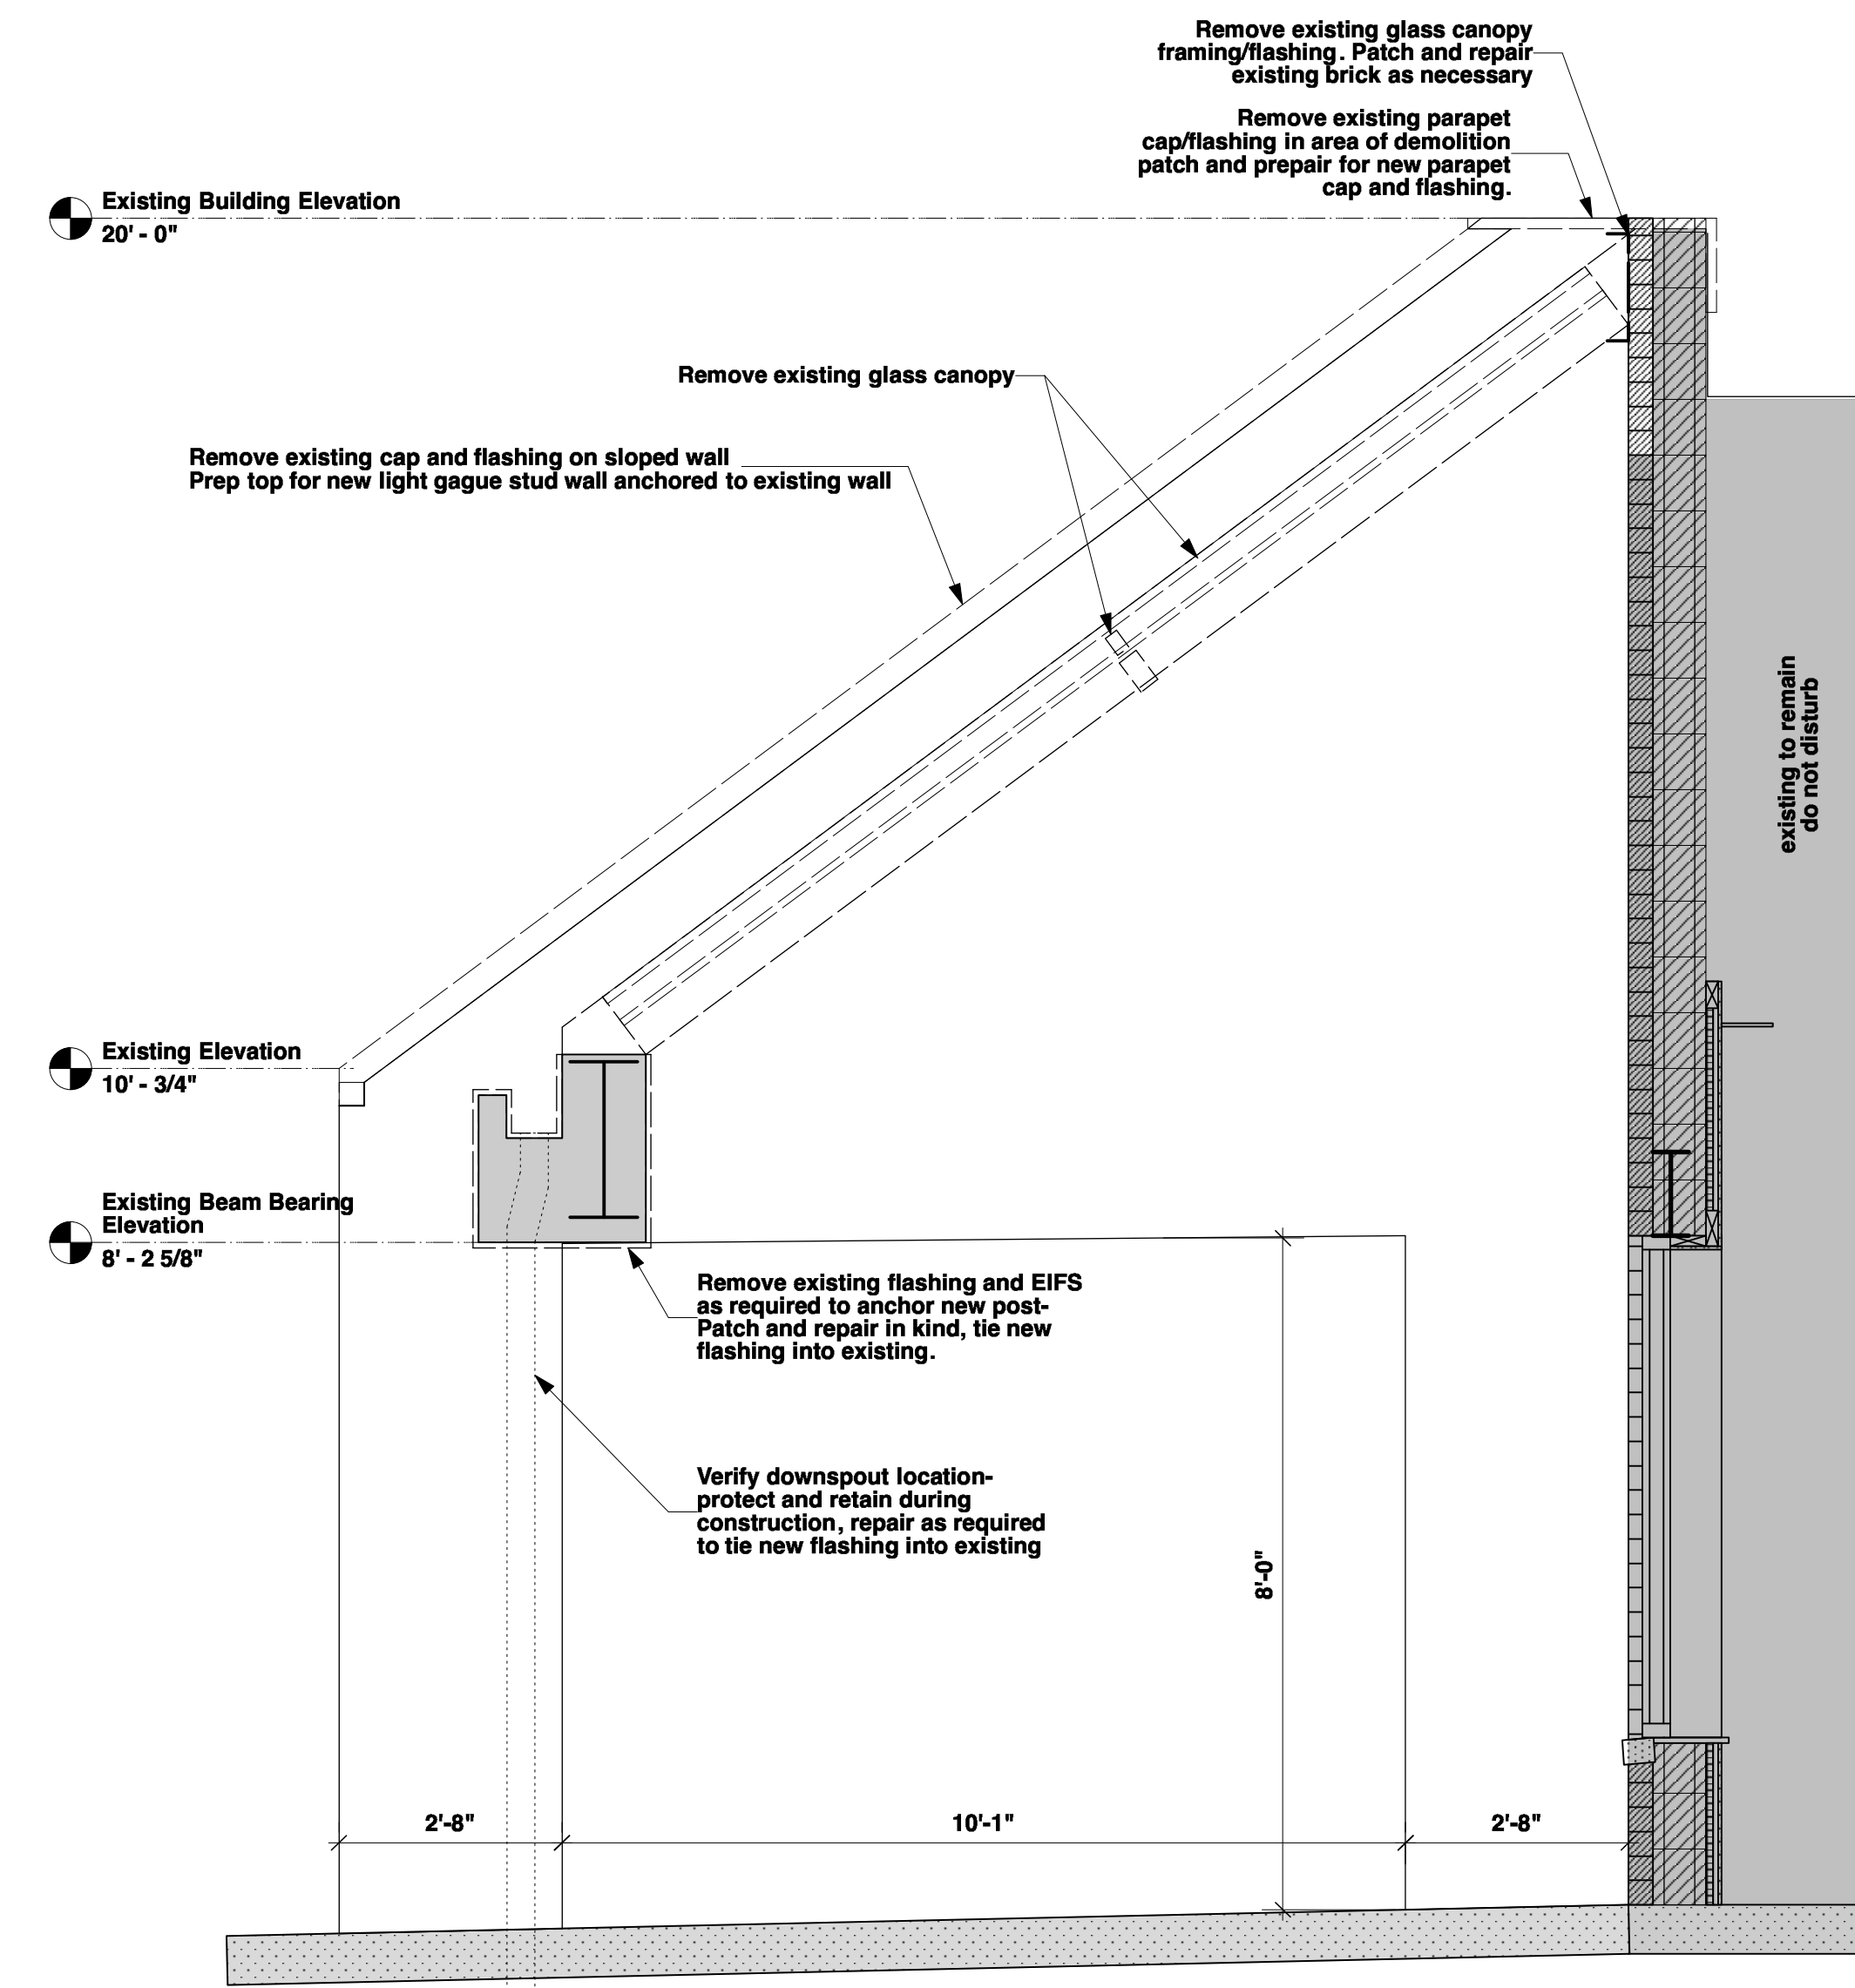 Remove existing glass canopy
framing/flashing. Patch and repair
existing brick as necessary
Remove existing parapet
cap/flashing in area of demolition
patch and prepair for new parapet
cap and flashing.
Existing Building Elevation
20' - 0"
Remove existing glass canopy
Remove existing cap and flashing on sloped wall
Prep top for new light gague stud wall anchored to existing wall
existing to remain
do not disturb
Existing Elevation
10' - 3/4"
Existing Beam Bearing
Elevation
8' - 2 5/8"
Remove existing flashing and EIFS
as required to anchor new post-
Patch and repair in kind, tie new
flashing into existing.
Verify downspout location-
protect and retain during
construction, repair as required
to tie new flashing into existing
8'-0"
2'-8"
10'-1"
2'-8"